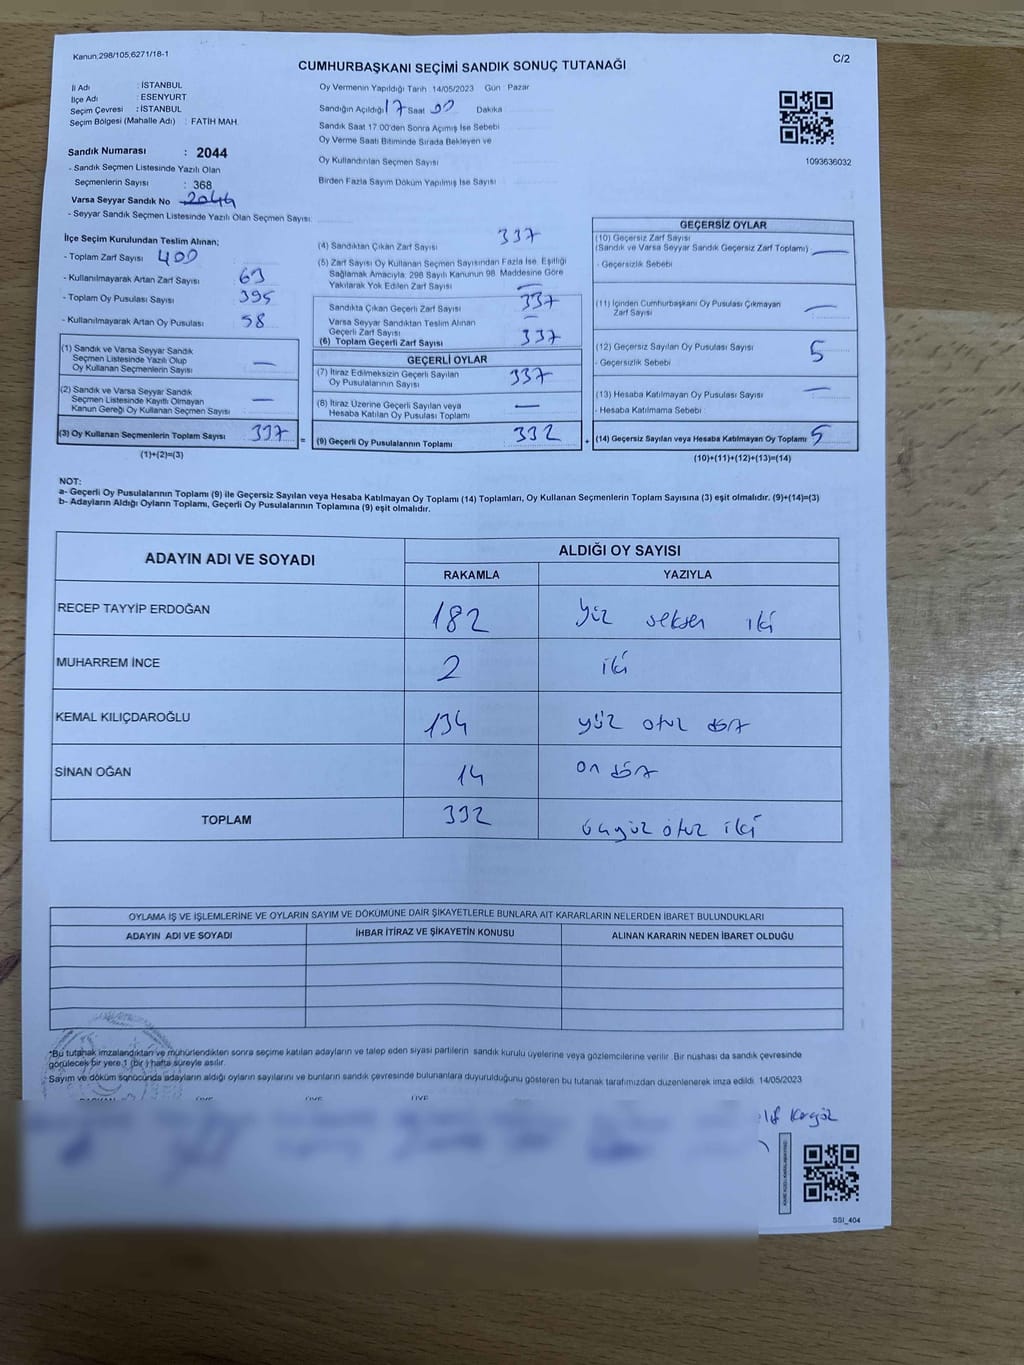 Kanun;298/105;6271/18-1
C/2
CUMHURBAŞKANI SEÇİMİ SANDIK SONUÇ TUTANAĞI
İl Adı : İSTANBUL
İlçe Adı : ESENYURT
Seçim Çevresi : İSTANBUL
Seçim Bölgesi (Mahalle Adı) : FATİH MAH.
Oy Vermenin Yapıldığı Tarih 14/05/2023 Gün Pazar
Sandığın Açıldığı 17 Saat 00 Dakika
Sandık Saat 17:00'den Sonra Açımış İse Sebebi
Oy Verme Saati Bitiminde Sırada Bekleyen ve
Oy Kullandırılan Seçmen Sayısı
Birden Fazla Sayım Döküm Yapılmış İse Sayısı
1093636032
Sandık Numarası : 2044
- Sandık Seçmen Listesinde Yazılı Olan
Seçmenlerin Sayısı : 368
Varsa Seyyar Sandık No 2044
- Seyyar Sandık Seçmen Listesinde Yazılı Olan Seçmen Sayısı:
İlçe Seçim Kurulundan Teslim Alınan;
- Toplam Zarf Sayısı 400
- Kullanılmayarak Artan Zarf Sayısı 63
- Toplam Oy Pusulası Sayısı 395
- Kullanılmayarak Artan Oy Pusulası 58
(1) Sandık ve Varsa Seyyar Sandık
Seçmen Listesinde Yazılı Olup
Oy Kullanan Seçmenlerin Sayısı —
(2) Sandık ve Varsa Seyyar Sandık
Seçmen Listesinde Kayıtlı Olmayan
Kanun Gereği Oy Kullanan Seçmen Sayısı —
(3) Oy Kullanan Seçmenlerin Toplam Sayısı 337
(1)+(2)=(3)
=
(4) Sandıktan Çıkan Zarf Sayısı 337
(5) Zarf Sayısı Oy Kullanan Seçmen Sayısından Fazla İse, Eşitliği
Sağlamak Amacıyla, 298 Sayılı Kanunun 98. Maddesine Göre
Yakılarak Yok Edilen Zarf Sayısı —
Sandıkta Çıkan Geçerli Zarf Sayısı 337
Varsa Seyyar Sandıktan Teslim Alınan
Geçerli Zarf Sayısı —
(6) Toplam Geçerli Zarf Sayısı 337
GEÇERLİ OYLAR
(7) İtiraz Edilmeksizin Geçerli Sayılan
Oy Pusulalarının Sayısı 337
(8) İtiraz Üzerine Geçerli Sayılan veya
Hesaba Katılan Oy Pusulası Toplamı —
(9) Geçerli Oy Pusulalarının Toplamı 332
+
GEÇERSİZ OYLAR
(10) Geçersiz Zarf Sayısı
(Sandık ve Varsa Seyyar Sandık Geçersiz Zarf Toplamı) —
- Geçersizlik Sebebi
(11) İçinden Cumhurbaşkanı Oy Pusulası Çıkmayan
Zarf Sayısı —
(12) Geçersiz Sayılan Oy Pusulası Sayısı 5
- Geçersizlik Sebebi
(13) Hesaba Katılmayan Oy Pusulası Sayısı —
- Hesaba Katılmama Sebebi :
(14) Geçersiz Sayılan veya Hesaba Katılmayan Oy Toplamı 5
(10)+(11)+(12)+(13)=(14)
NOT:
a- Geçerli Oy Pusulalarının Toplamı (9) ile Geçersiz Sayılan veya Hesaba Katılmayan Oy Toplamı (14) Toplamları, Oy Kullanan Seçmenlerin Toplam Sayısına (3) eşit olmalıdır. (9)+(14)=(3)
b- Adayların Aldığı Oyların Toplamı, Geçerli Oy Pusulalarının Toplamına (9) eşit olmalıdır.
ADAYIN ADI VE SOYADI
ALDIĞI OY SAYISI
RAKAMLA YAZIYLA
RECEP TAYYİP ERDOĞAN 182 yüz seksen iki
MUHARREM İNCE 2 iki
KEMAL KILIÇDAROĞLU 134 yüz otuz dört
SİNAN OĞAN 14 on dört
TOPLAM 332 üçyüz otuz iki
OYLAMA İŞ VE İŞLEMLERİNE VE OYLARIN SAYIM VE DÖKÜMÜNE DAİR ŞİKAYETLERLE BUNLARA AİT KARARLARIN NELERDEN İBARET BULUNDUKLARI
ADAYIN ADI VE SOYADI İHBAR İTİRAZ VE ŞİKAYETİN KONUSU ALINAN KARARIN NEDEN İBARET OLDUĞU
*Bu tutanak imzalandıktan ve mühürlendikten sonra seçime katılan adayların ve talep eden siyasi partilerin sandık kurulu üyelerine veya gözlemcilerine verilir. Bir nüshası da sandık çevresinde
görülecek bir yere 1 (bir) hafta süreyle asılır.
Sayım ve döküm sonucunda adayların aldığı oyların sayılarını ve bunların sandık çevresinde bulunanlara duyurulduğunu gösteren bu tutanak tarafımızdan düzenlenerek imza edildi. 14/05/2023
BAŞKAN ÜYE ÜYE ÜYE
SSI_404